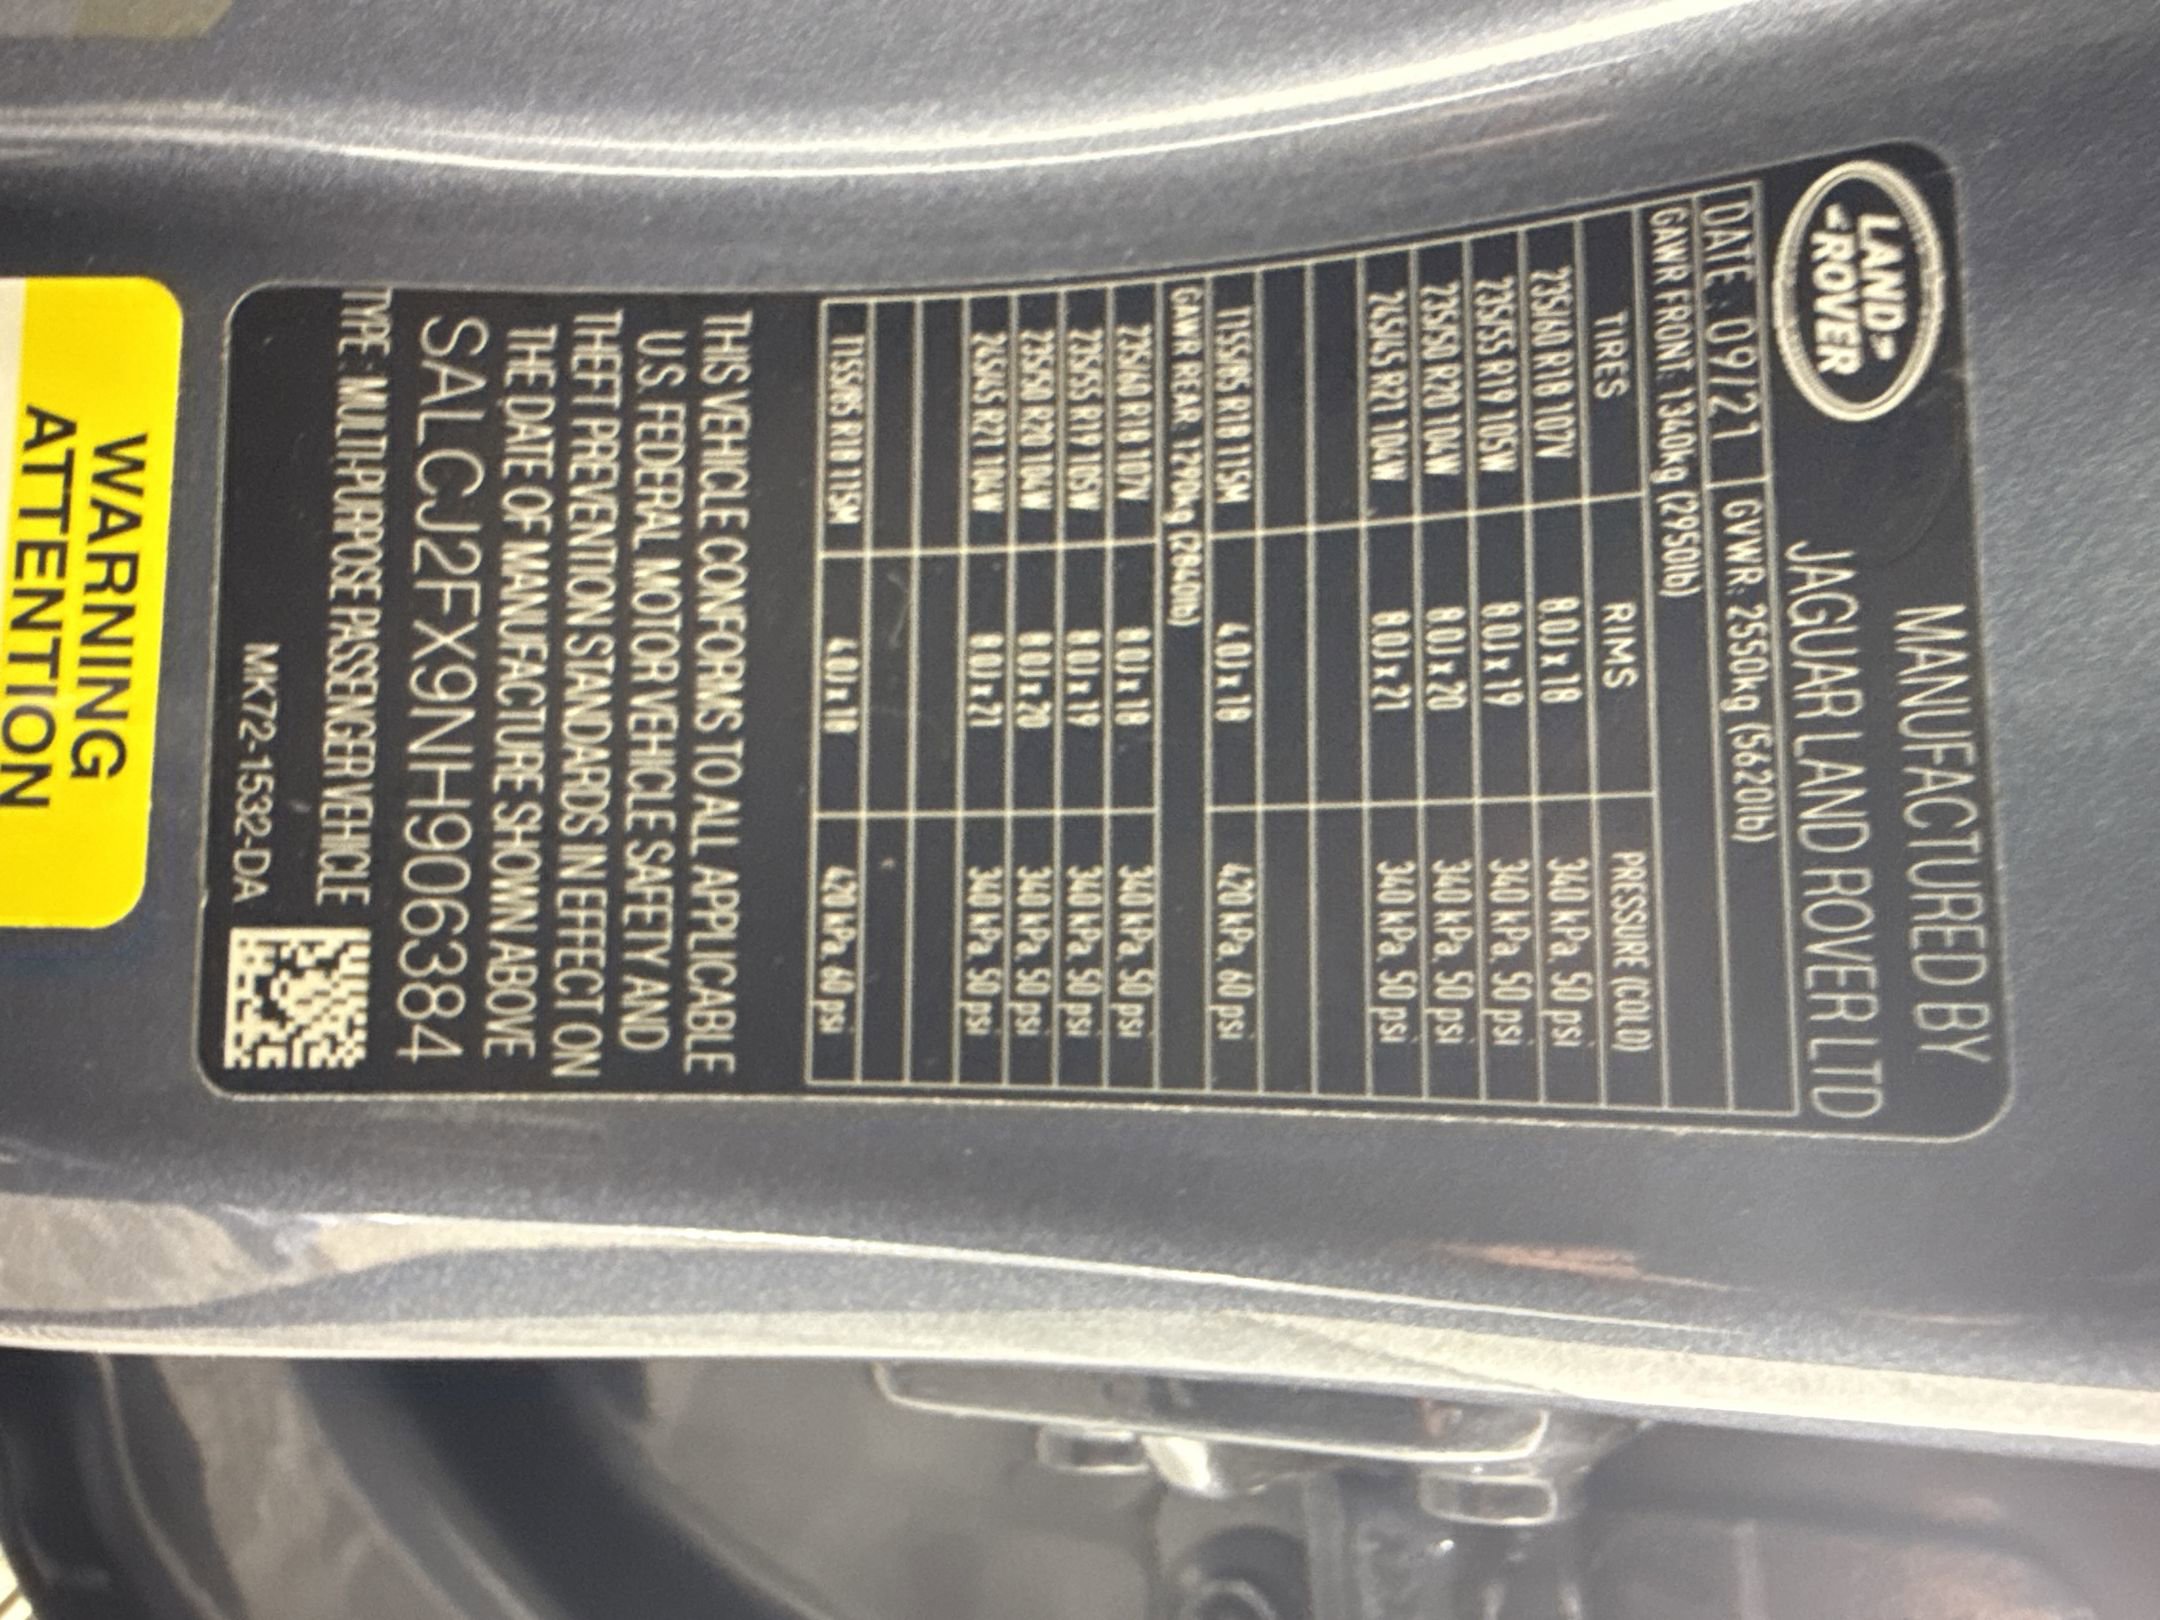 LAND
ROVER
MANUFACTURED BY
JAGUAR LAND ROVER LTD
DATE: 09/21 GVWR: 2550kg (5620lb)
GAWR FRONT: 1340kg (2950lb)
TIRES RIMS PRESSURE (COLD)
235/60 R18 107V 8.0J x 18 340 kPa, 50 psi
235/55 R19 105W 8.0J x 19 340 kPa, 50 psi
235/50 R20 104W 8.0J x 20 340 kPa, 50 psi
245/45 R21 104W 8.0J x 21 340 kPa, 50 psi
T155/85 R18 115M 4.0J x 18 420 kPa, 60 psi
GAWR REAR: 1290kg (2840lb)
235/60 R18 107V 8.0J x 18 340 kPa, 50 psi
235/55 R19 105W 8.0J x 19 340 kPa, 50 psi
235/50 R20 104W 8.0J x 20 340 kPa, 50 psi
245/45 R21 104W 8.0J x 21 340 kPa, 50 psi
T155/85 R18 115M 4.0J x 18 420 kPa, 60 psi
THIS VEHICLE CONFORMS TO ALL APPLICABLE
U.S. FEDERAL MOTOR VEHICLE SAFETY AND
THEFT PREVENTION STANDARDS IN EFFECT ON
THE DATE OF MANUFACTURE SHOWN ABOVE
SALCJ2FX9NH906384
TYPE: MULTI-PURPOSE PASSENGER VEHICLE
MK72-1532-DA
WARNING
ATTENTION